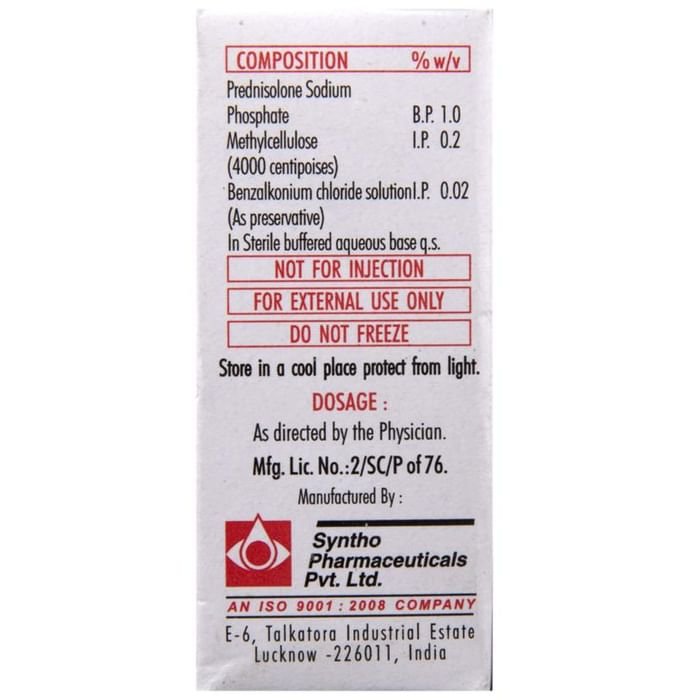 COMPOSITION % w/v
Prednisolone Sodium
Phosphate B.P. 1.0
Methylcellulose I.P. 0.2
(4000 centipoises)
Benzalkonium chloride solution I.P. 0.02
(As preservative)
In Sterile buffered aqueous base q.s.
NOT FOR INJECTION
FOR EXTERNAL USE ONLY
DO NOT FREEZE
Store in a cool place protect from light.
DOSAGE :
As directed by the Physician.
Mfg. Lic. No.:2/SC/P of 76.
Manufactured By :
Syntho
Pharmaceuticals
Pvt. Ltd.
AN ISO 9001 : 2008 COMPANY
E-6, Talkatora Industrial Estate
Lucknow -226011, India